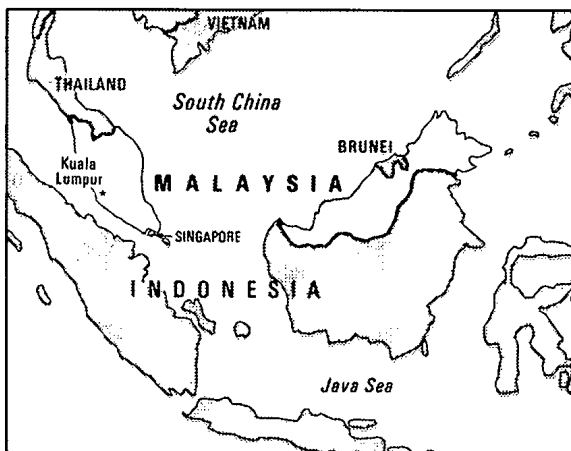 VIETNAM
THAILAND
South China
Sea
BRUNEI
Kuala
Lumpur
MALAYSIA
SINGAPORE
INDONESIA
Java Sea